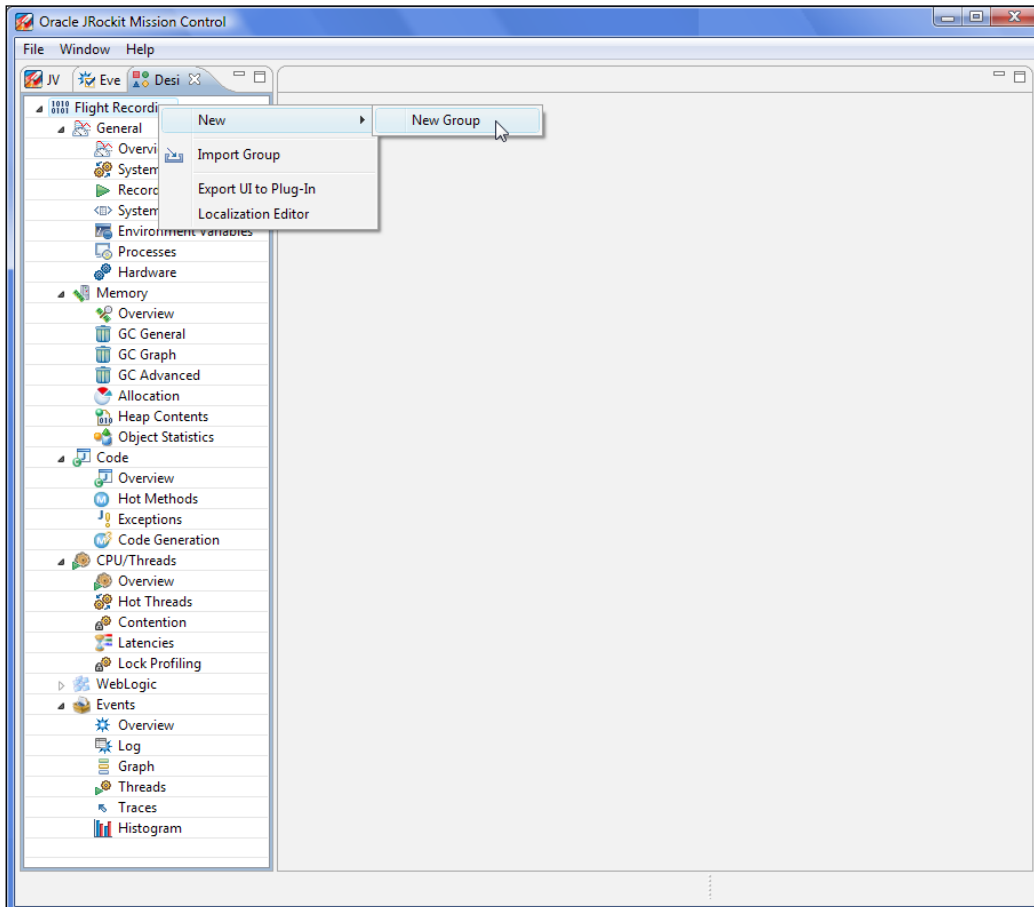 Oracle JRockit Mission Control
File Window Help
JV Eve Desi
Flight Recordi
New
New Group
General
Overvi
Import Group
System
Record
Export UI to Plug-In
System
Localization Editor
Environment Variables
Processes
Hardware
Memory
Overview
GC General
GC Graph
GC Advanced
Allocation
Heap Contents
Object Statistics
Code
Overview
Hot Methods
Exceptions
Code Generation
CPU/Threads
Overview
Hot Threads
Contention
Latencies
Lock Profiling
WebLogic
Events
Overview
Log
Graph
Threads
Traces
Histogram